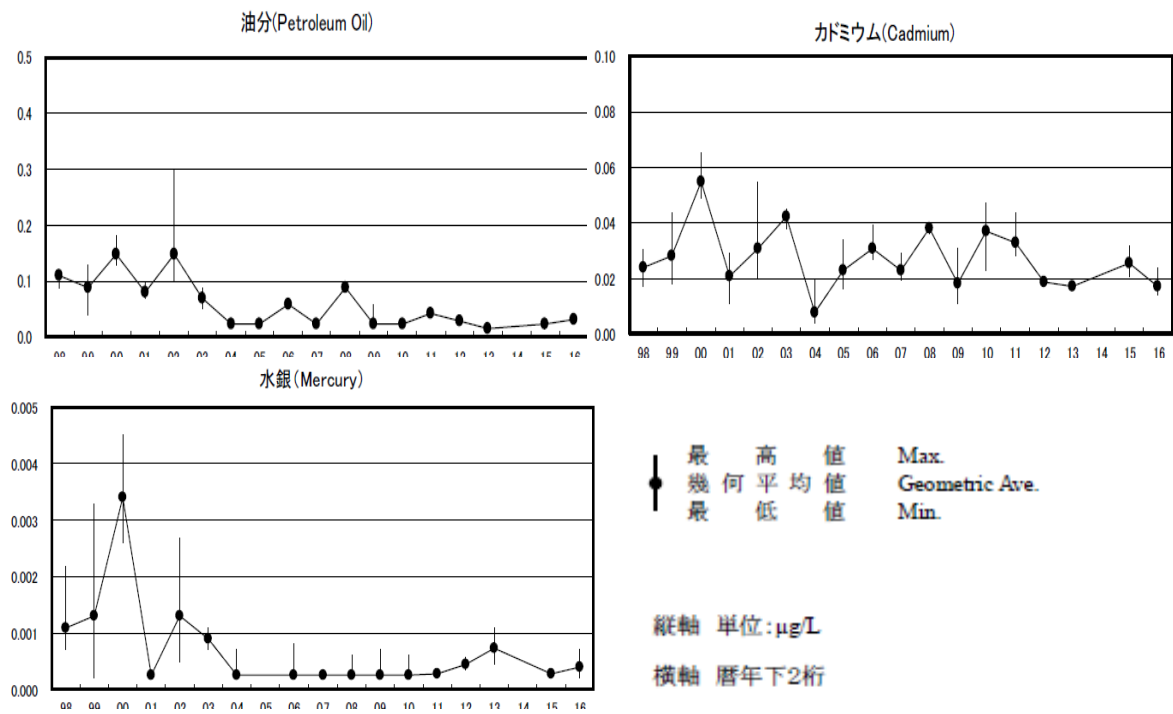 油分(Petroleum Oil)
0.5
0.4
0.3
0.2
0.1
0.0
98 99 00 01 02 03 04 05 06 07 08 09 10 11 12 13 14 15 16
カドミウム(Cadmium)
0.10
0.08
0.06
0.04
0.02
0.00
98 99 00 01 02 03 04 05 06 07 08 09 10 11 12 13 14 15 16
水銀(Mercury)
0.005
0.004
0.003
0.002
0.001
0.000
98 99 00 01 02 03 04 05 06 07 08 09 10 11 12 13 14 15 16
最高値 Max.
幾何平均値 Geometric Ave.
最低値 Min.
縦軸 単位:μg/L
横軸 暦年下2桁